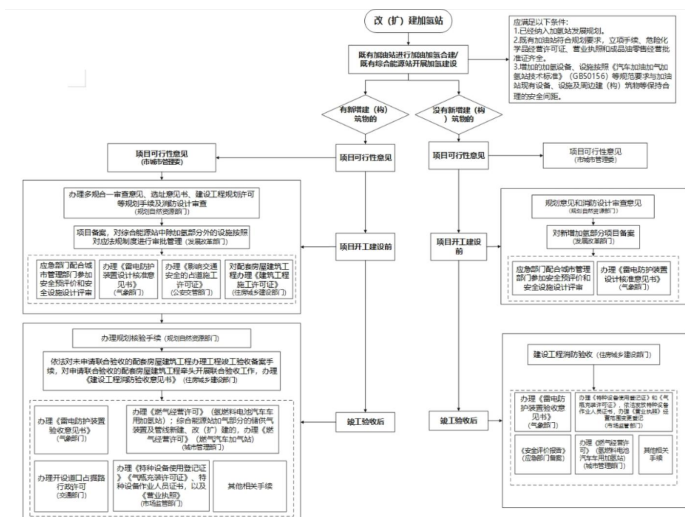 改（扩）建加氢站
应满足以下条件：
1.已经纳入加氢站发展规划。
2.既有加油站符合规划要求，立项手续、危险化
学品经营许可证、营业执照和成品油零售经营批
准证齐全。
3.增加的加氢设备、设施按照《汽车加油加气加
氢站技术标准》（GB50156）等规范要求与加油
站现有设备、设施及周边建（构）筑物等保持合
理的安全间距。
既有加油站进行加油加氢合建/
既有综合能源站开展加氢建设
有新增建（构）
筑物的
没有新增建（构
）筑物的
项目可行性意见
（市城市管理委）
项目可行性意见
项目可行性意见
项目可行性意见
（市城市管理委）
办理多规合一审查意见、选址意见书、建设工程规划许可
等规划手续及消防设计审查
（规划自然资源部门）
项目备案，对综合能源站中除加氢部分外的设施按照
对应法规制度进行审批管理（发展改革部门）
应急部门配合城
市管理部门参加
安全预评价和
安全设施设计评审
办理《雷电防护
装置设计核准意
见书》
（气象部门）
办理《影响交通
安全的占道施工
许可证》
（公安交管部门）
对配套房屋建筑工
程办理《建筑工程
施工许可证》
（住房城乡建设部门）
项目开工建设
前
项目开工建设
前
规划意见和消防设计审查意见
（规划自然资源部门）
对新增加氢部分项目备案
（发展改革部门）
应急部门配合城市管理
部门参加安全预评价和
安全设施设计评审
办理《雷电防护装置
设计核准意见书》
（气象部门）
办理规划核验手续（规划自然资源部门）
依法对未申请联合验收的配套房屋建筑工程办理工程竣工验收备案手
续，对申请联合验收的配套房屋建筑工程牵头开展联合验收工作，办理
《建设工程消防验收意见书》（住房城乡建设部门）
办理《雷电防护装置
验收意见书》
（气象部门）
办理《燃气经营许可》（氢燃料电池汽车车
用加氢站）；综合能源站加气部分的储供气
装置及管线新建、改（扩）建的，办理《燃
气经营许可》（燃气汽车加气站）
（城市管理部门）
办理开设道口占掘路
行政许可
（交通部门）
办理《特种设备使用登记证》
《气瓶充装许可证》、特
种设备作业人员证书，以及
《营业执照》
（市场监管部门）
其他相关手续
竣工验收后
竣工验收后
建设工程消防验收（住房城乡建设部门）
办理《雷电防护
装置验收意见
书》
（气象部门）
办理《特种设备使用登记证》和《气
瓶充装许可证》，依法发放特种设备
作业人员证书，办理《营业执照》经
营范围变更登记
（市场监管部门）
《安全评价报告》
（应急部门备案）
办理《燃气经营许
可》（氢燃料电池
汽车车用加氢站）
（城市管理部门）
其他相关
手续